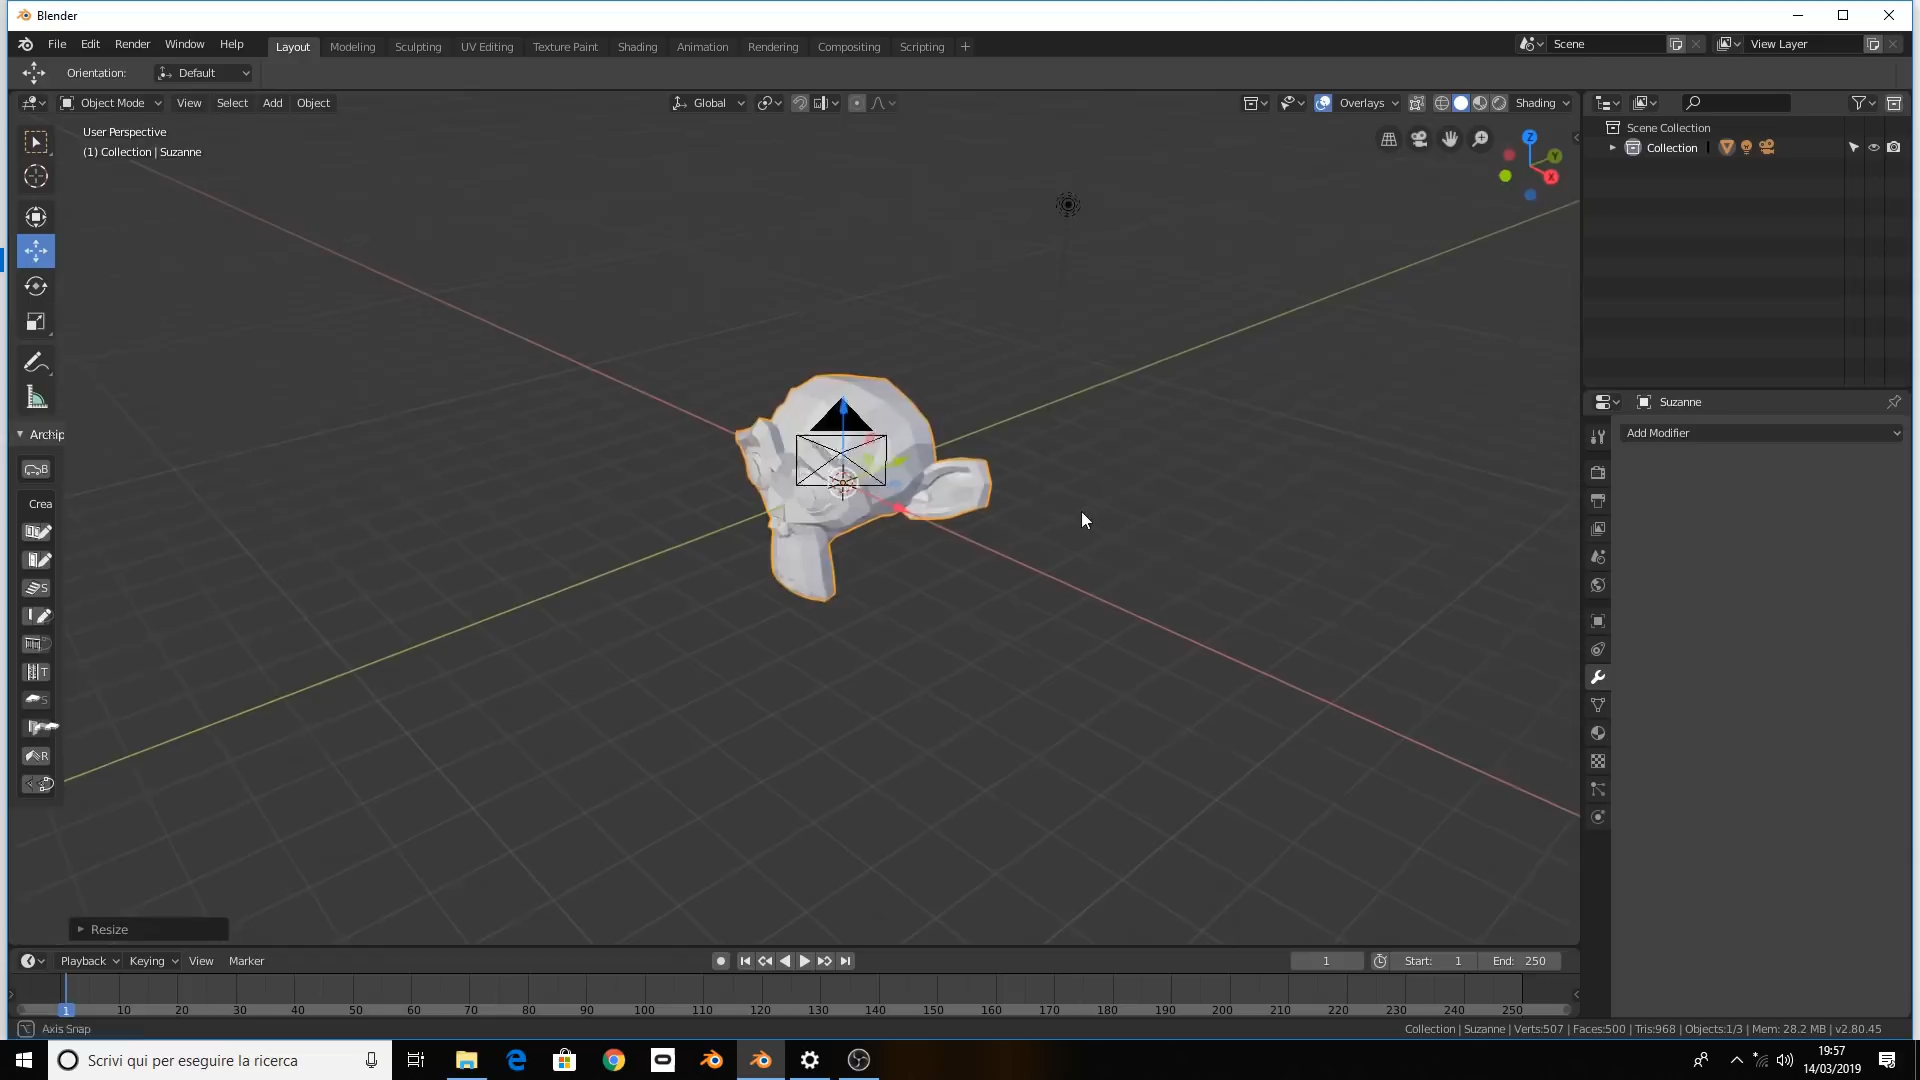 Blender
File Edit Render Window Help Layout Modeling Sculpting UV Editing Texture Paint Shading Animation Rendering Compositing Scripting + Scene View Layer
Orientation: Default
Object Mode View Select Add Object Global Overlays Shading
User Perspective
(1) Collection | Suzanne
Z
Y
X
Scene Collection
Collection
Suzanne
Add Modifier
Archip
B
Crea
S
T
S
R
Resize
Playback Keying View Marker 1 Start: 1 End: 250
1 10 20 30 40 50 60 70 80 90 100 110 120 130 140 150 160 170 180 190 200 210 220 230 240 250
Axis Snap
Collection | Suzanne | Verts:507 | Faces:500 | Tris:968 | Objects:1/3 | Mem: 28.2 MB | v2.80.45
Scrivi qui per eseguire la ricerca
19:57
14/03/2019